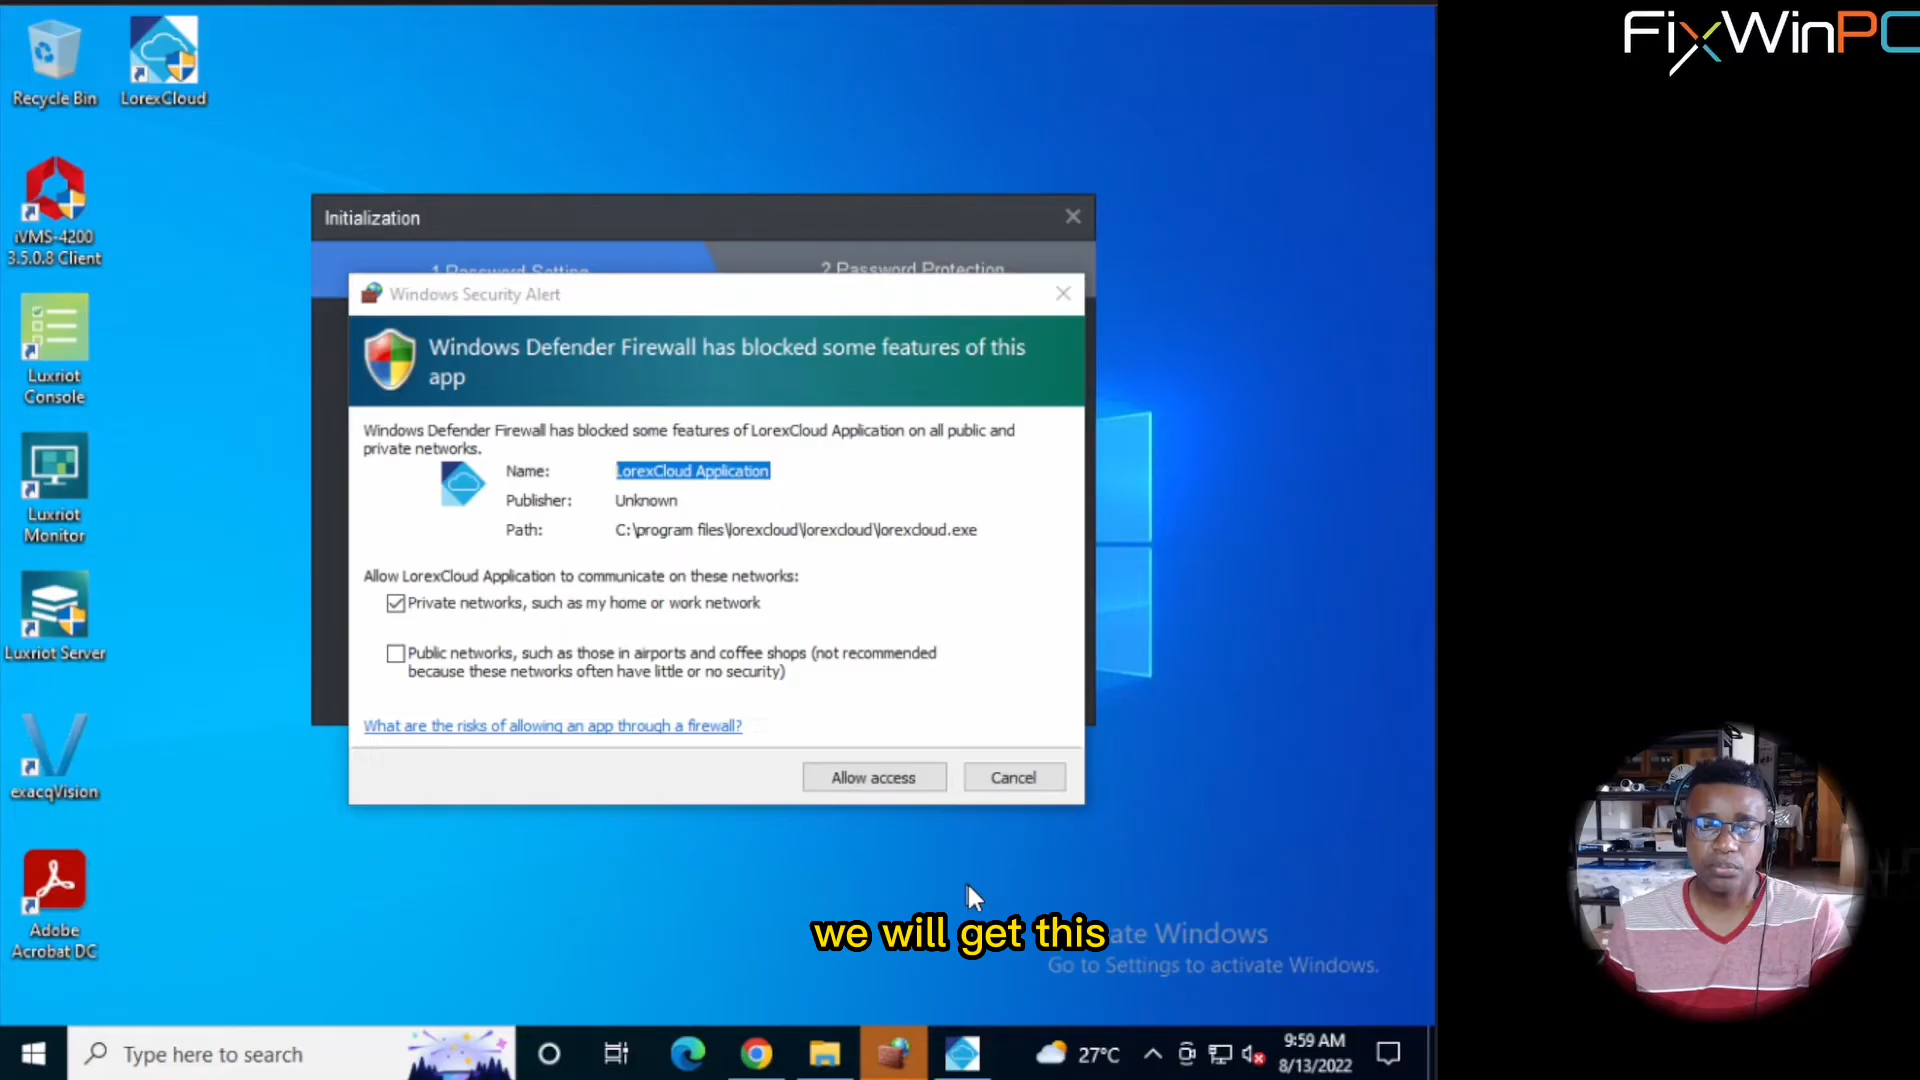 FixWinPC
Recycle Bin
LorexCloud
iVMS-4200
3.5.0.8 Client
Luxriot
Console
Luxriot
Monitor
Luxriot Server
exacqVision
Adobe
Acrobat DC
Initialization
1 Password Setting
2 Password Protection
Windows Security Alert
Windows Defender Firewall has blocked some features of this
app
Windows Defender Firewall has blocked some features of LorexCloud Application on all public and
private networks.
Name: LorexCloud Application
Publisher: Unknown
Path: C:\program files\lorexcloud\lorexcloud\lorexcloud.exe
Allow LorexCloud Application to communicate on these networks:
Private networks, such as my home or work network
Public networks, such as those in airports and coffee shops (not recommended
because these networks often have little or no security)
What are the risks of allowing an app through a firewall?
Allow access
Cancel
we will get this
ate Windows
Go to Settings to activate Windows.
Type here to search
27°C
9:59 AM
8/13/2022